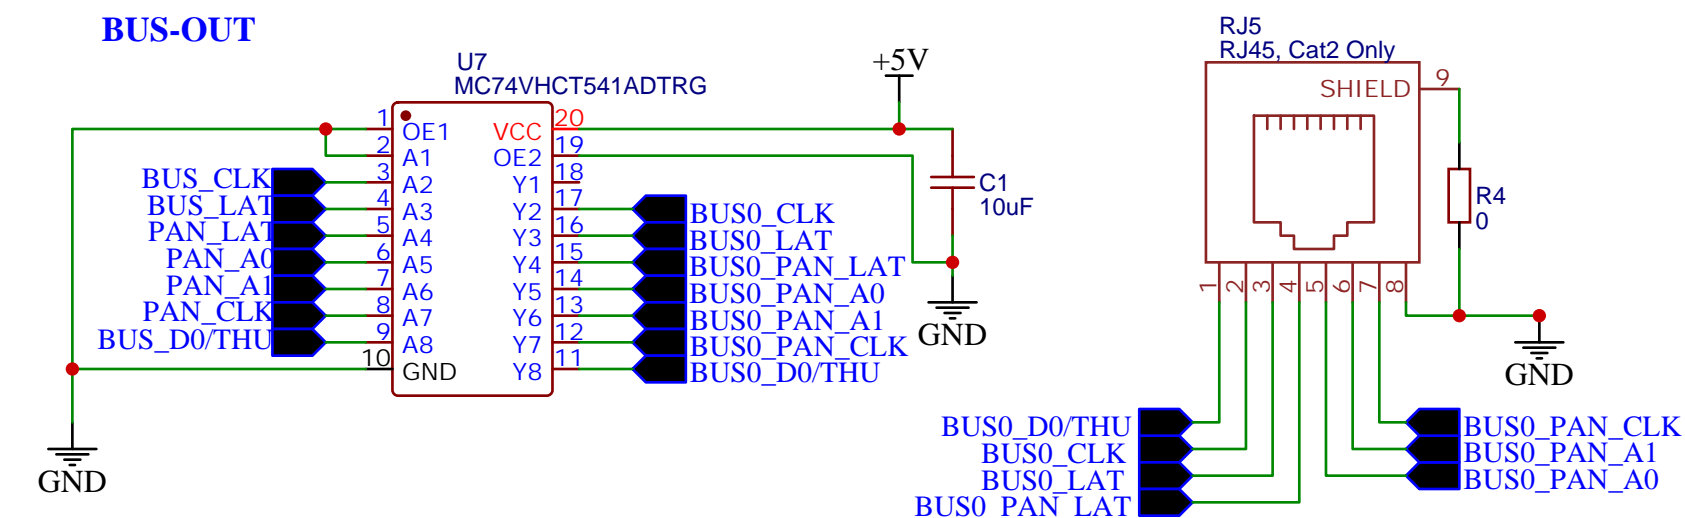 BUS-OUT
U7
MC74VHCT541ADTRG
+5V
RJ5
RJ45, Cat2 Only
SHIELD
9
1
OE1
VCC
20
2
A1
OE2
19
BUS_CLK
3
A2
Y1
18
BUS_LAT
4
A3
Y2
17
BUS0_CLK
PAN_LAT
5
A4
Y3
16
BUS0_LAT
PAN_A0
6
A5
Y4
15
BUS0_PAN_LAT
PAN_A1
7
A6
Y5
14
BUS0_PAN_A0
PAN_CLK
8
A7
Y6
13
BUS0_PAN_A1
BUS_D0/THU
9
A8
Y7
12
BUS0_PAN_CLK
10
GND
Y8
11
BUS0_D0/THU
C1
10uF
GND
GND
R4
0
1
2
3
4
5
6
7
8
GND
BUS0_D0/THU
BUS0_CLK
BUS0_LAT
BUS0_PAN_LAT
BUS0_PAN_CLK
BUS0_PAN_A1
BUS0_PAN_A0